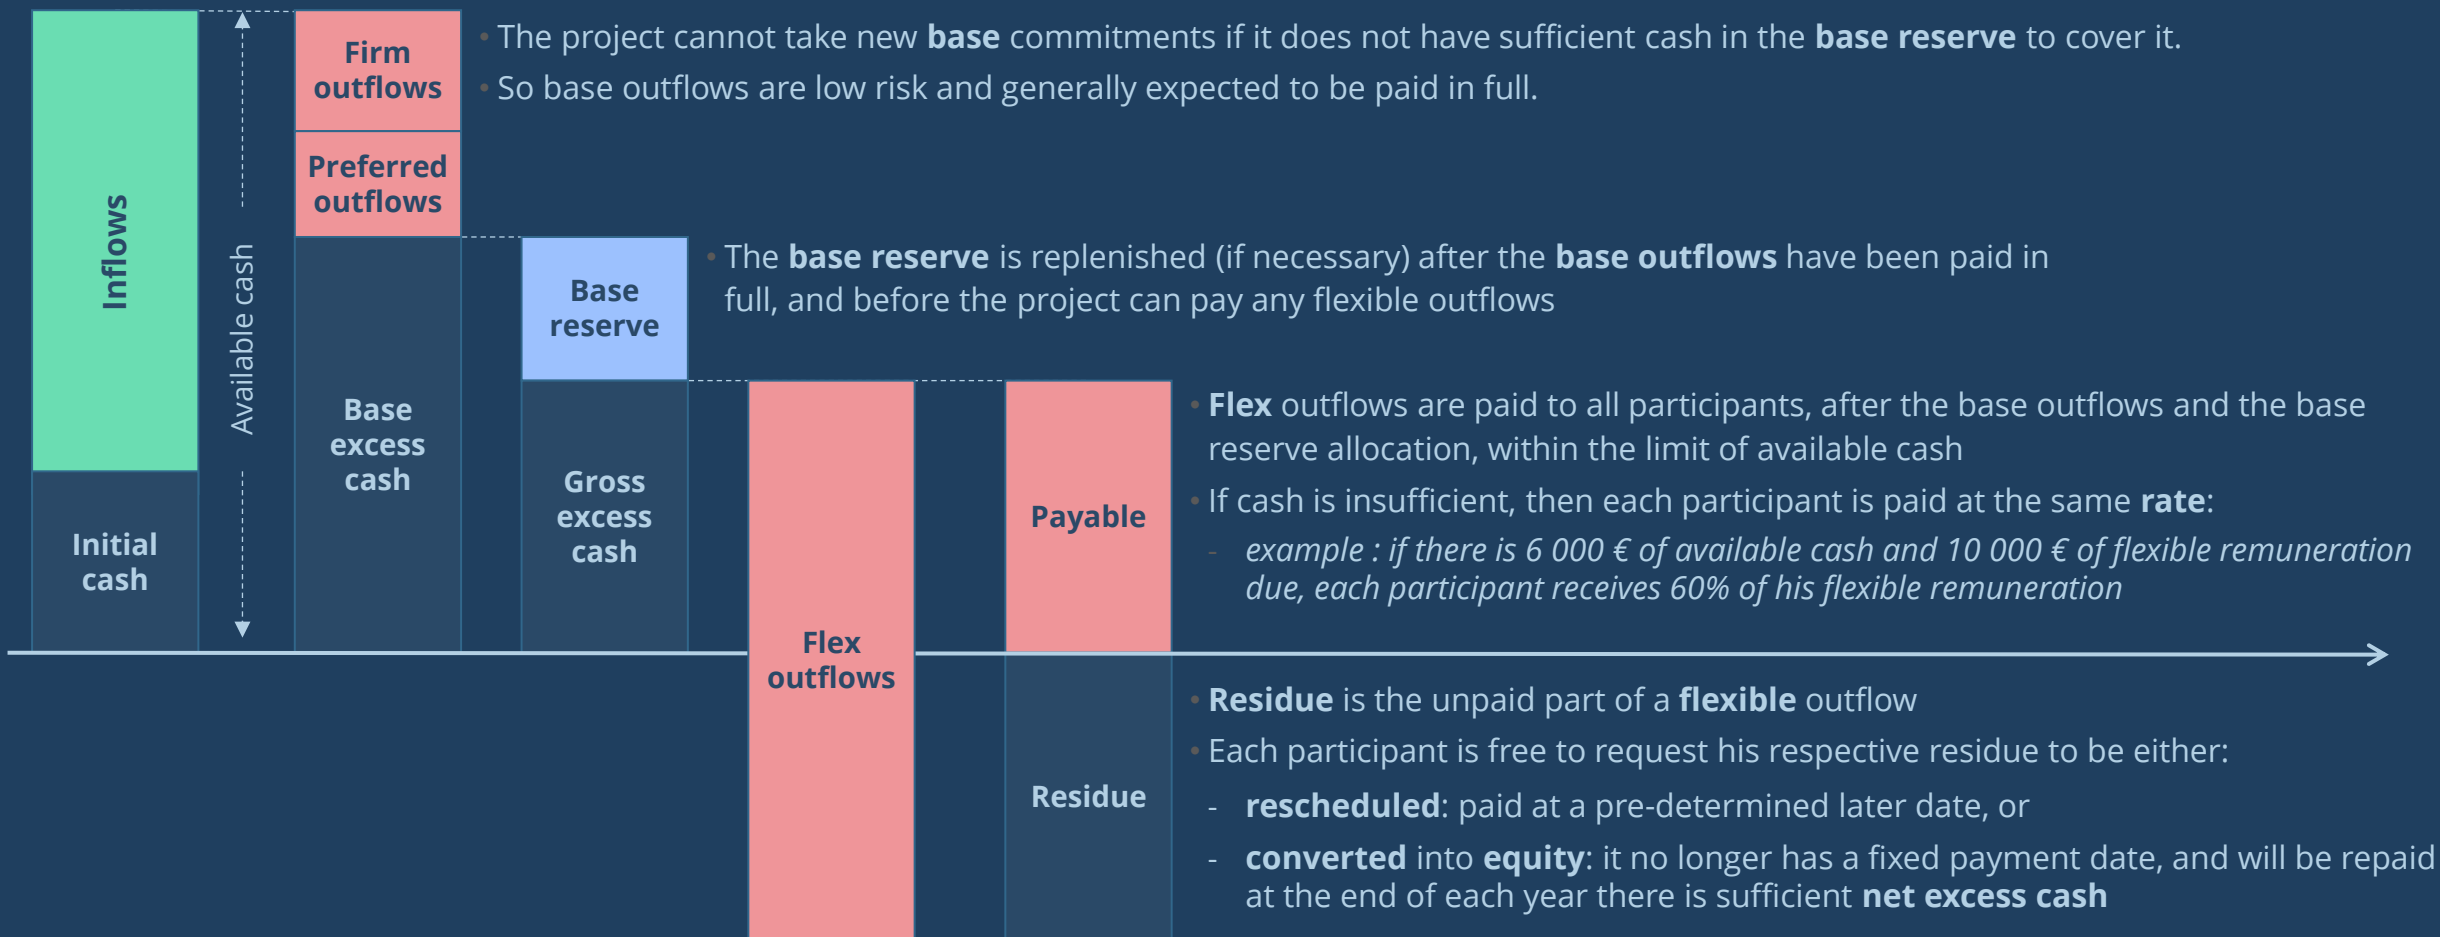 Inflows
Initial
cash
Available cash
Firm
outflows
Preferred
outflows
Base
excess
cash
• The project cannot take new base commitments if it does not have sufficient cash in the base reserve to cover it.
• So base outflows are low risk and generally expected to be paid in full.
Base
reserve
Gross
excess
cash
• The base reserve is replenished (if necessary) after the base outflows have been paid in
full, and before the project can pay any flexible outflows
Flex
outflows
Payable
Residue
• Flex outflows are paid to all participants, after the base outflows and the base
reserve allocation, within the limit of available cash
• If cash is insufficient, then each participant is paid at the same rate:
- example : if there is 6 000 € of available cash and 10 000 € of flexible remuneration
due, each participant receives 60% of his flexible remuneration
• Residue is the unpaid part of a flexible outflow
• Each participant is free to request his respective residue to be either:
- rescheduled: paid at a pre-determined later date, or
- converted into equity: it no longer has a fixed payment date, and will be repaid
at the end of each year there is sufficient net excess cash